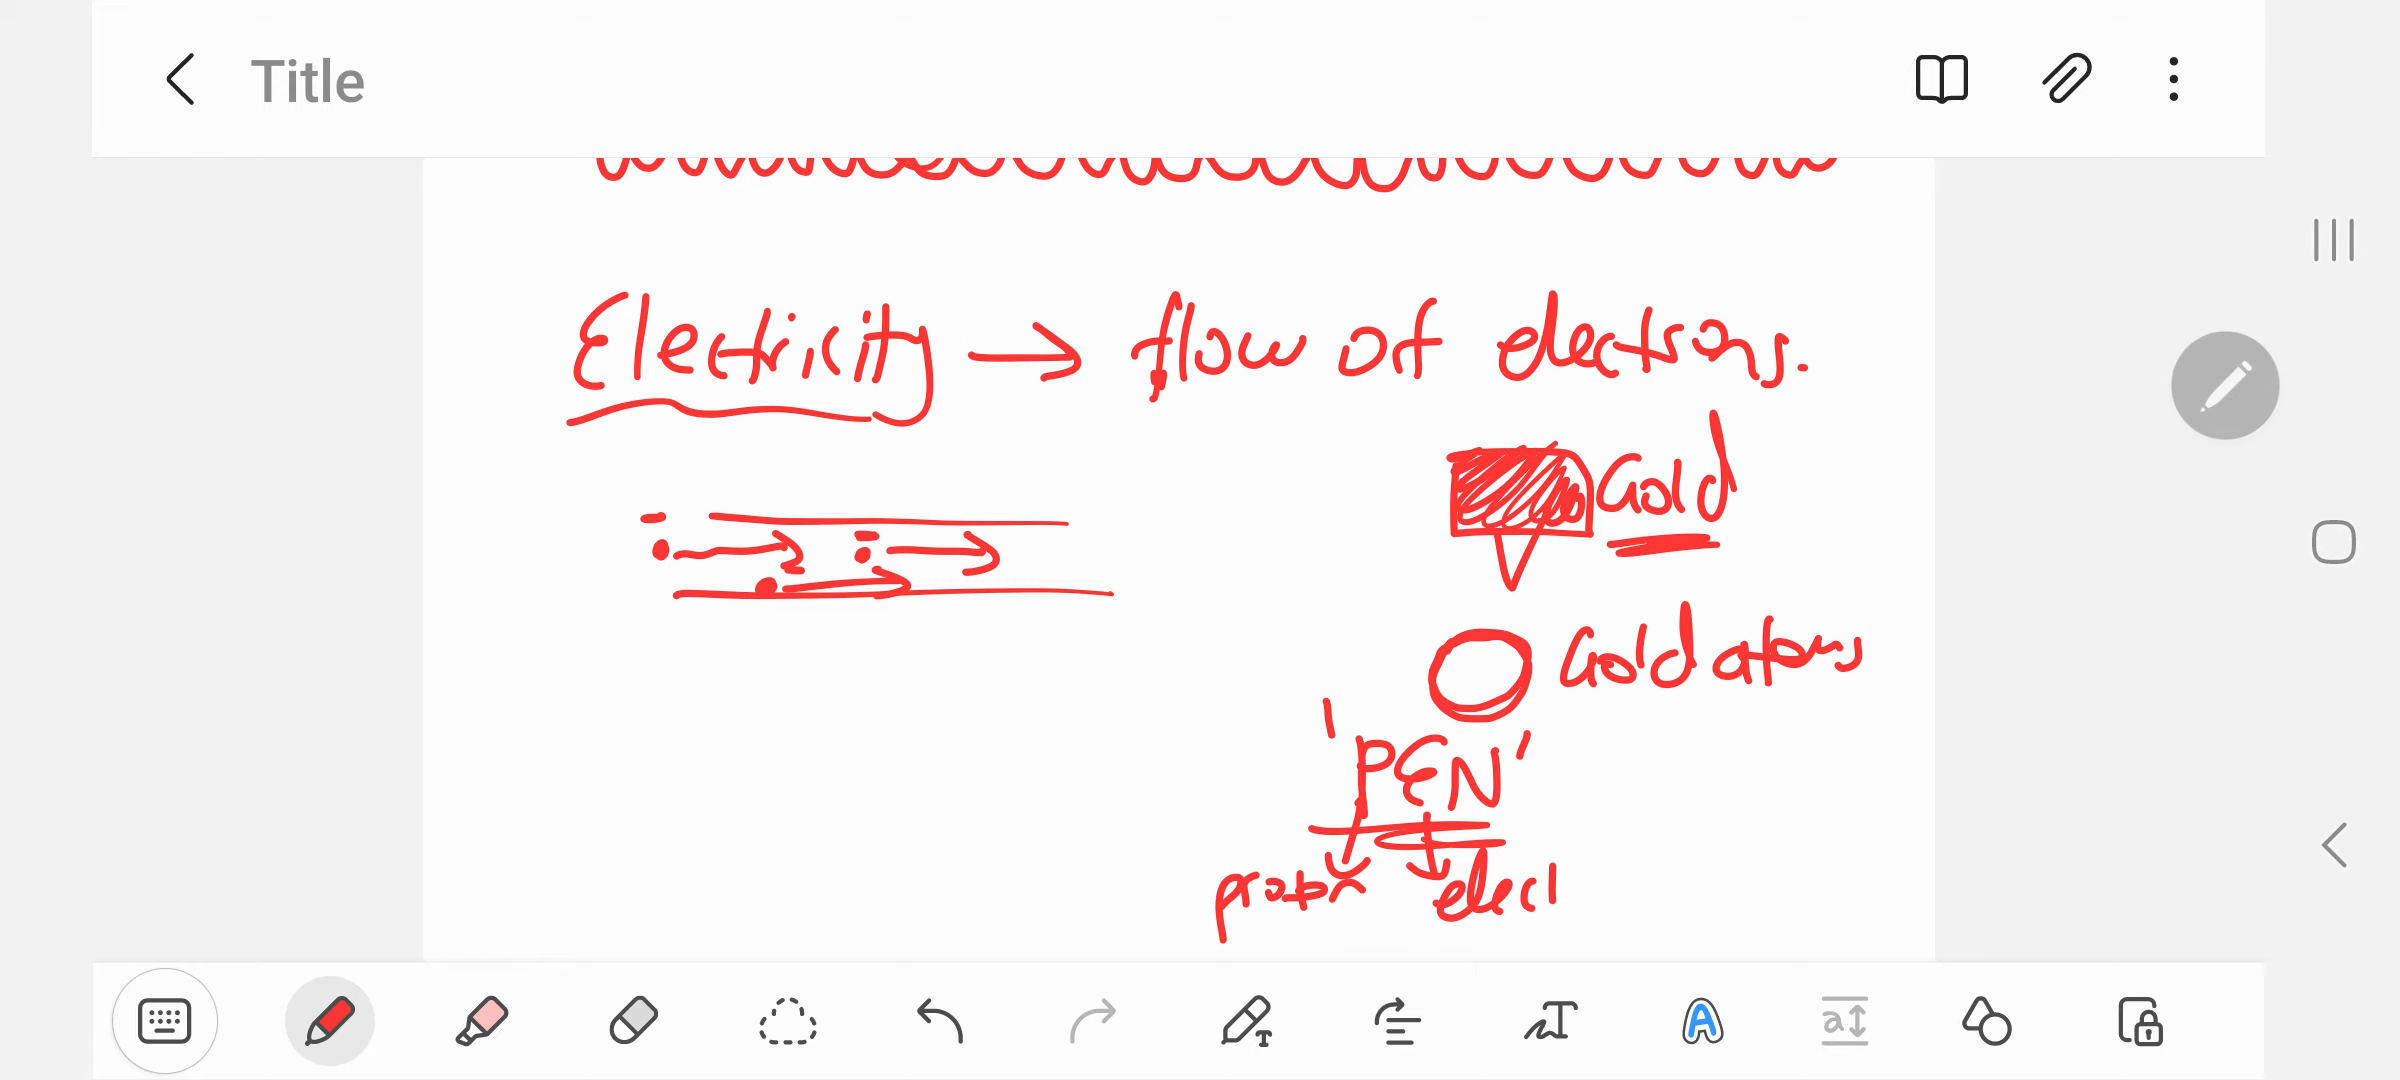 Title
Electricity → flow of electrons.
Gold
Gold atoms
'PEN'
proton elec